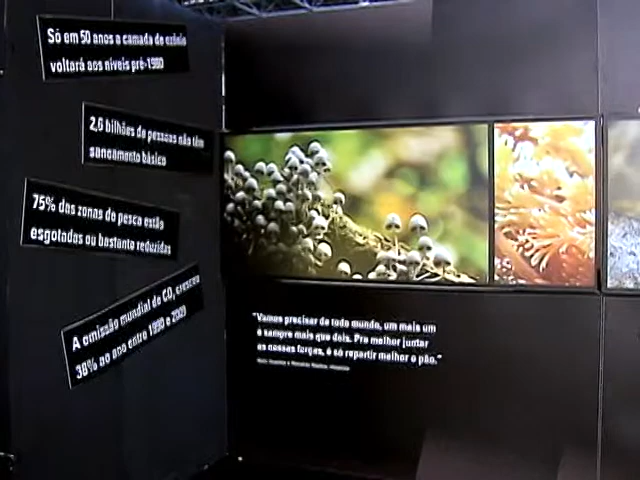 Só em 50 anos a camada de ozônio
voltará aos níveis pré-1980
2,6 bilhões de pessoas não têm
saneamento básico
75% das zonas de pesca estão
esgotadas ou bastante reduzidas
A emissão mundial de CO₂ cresceu
38% ao ano entre 1990 e 2009
"Vamos precisar de todo mundo, um mais um
é sempre mais que dois. Pra melhor juntar
as nossas forças, é só repartir melhor o pão."